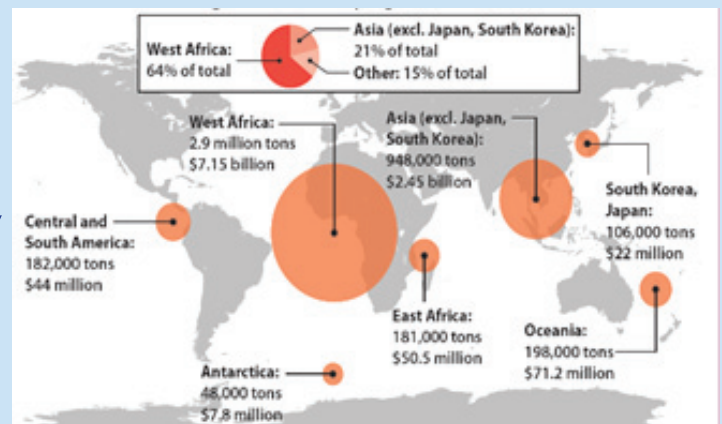 West Africa:
64% of total
Asia (excl. Japan, South Korea):
21% of total
Other: 15% of total
West Africa:
2.9 million tons
$7.15 billion
Asia (excl. Japan,
South Korea):
948,000 tons
$2.45 billion
South Korea,
Japan:
106,000 tons
$22 million
Central and
South America:
182,000 tons
$44 million
East Africa:
181,000 tons
$50.5 million
Oceania:
198,000 tons
$71.2 million
Antarctica:
48,000 tons
$7.8 million